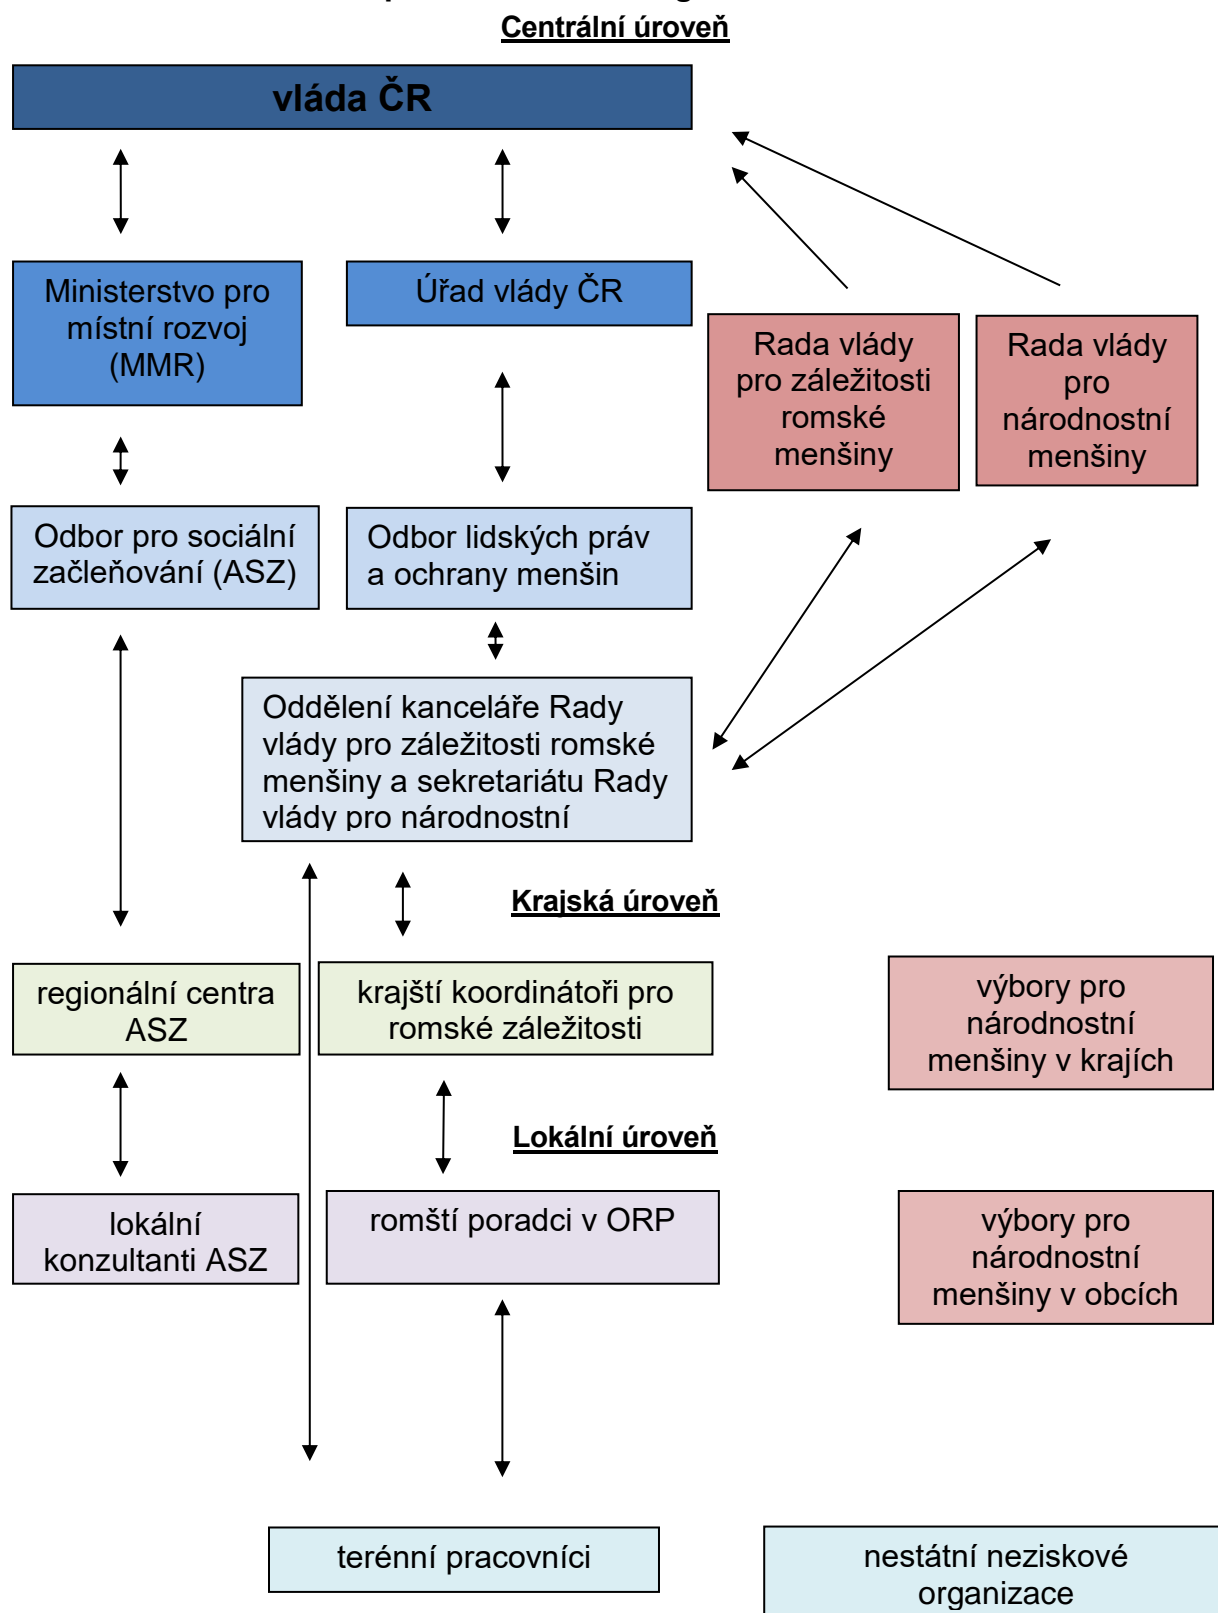 Centrální úroveň
vláda ČR
Ministerstvo pro
místní rozvoj
(MMR)
Úřad vlády ČR
Rada vlády
pro záležitosti
romské
menšiny
Rada vlády
pro
národnostní
menšiny
Odbor pro sociální
začleňování (ASZ)
Odbor lidských práv
a ochrany menšin
Oddělení kanceláře Rady
vlády pro záležitosti romské
menšiny a sekretariátu Rady
vlády pro národnostní
Krajská úroveň
regionální centra
ASZ
krajští koordinátoři pro
romské záležitosti
výbory pro
národnostní
menšiny v krajích
Lokální úroveň
lokální
konzultanti ASZ
romští poradci v ORP
výbory pro
národnostní
menšiny v obcích
terénní pracovníci
nestátní neziskové
organizace